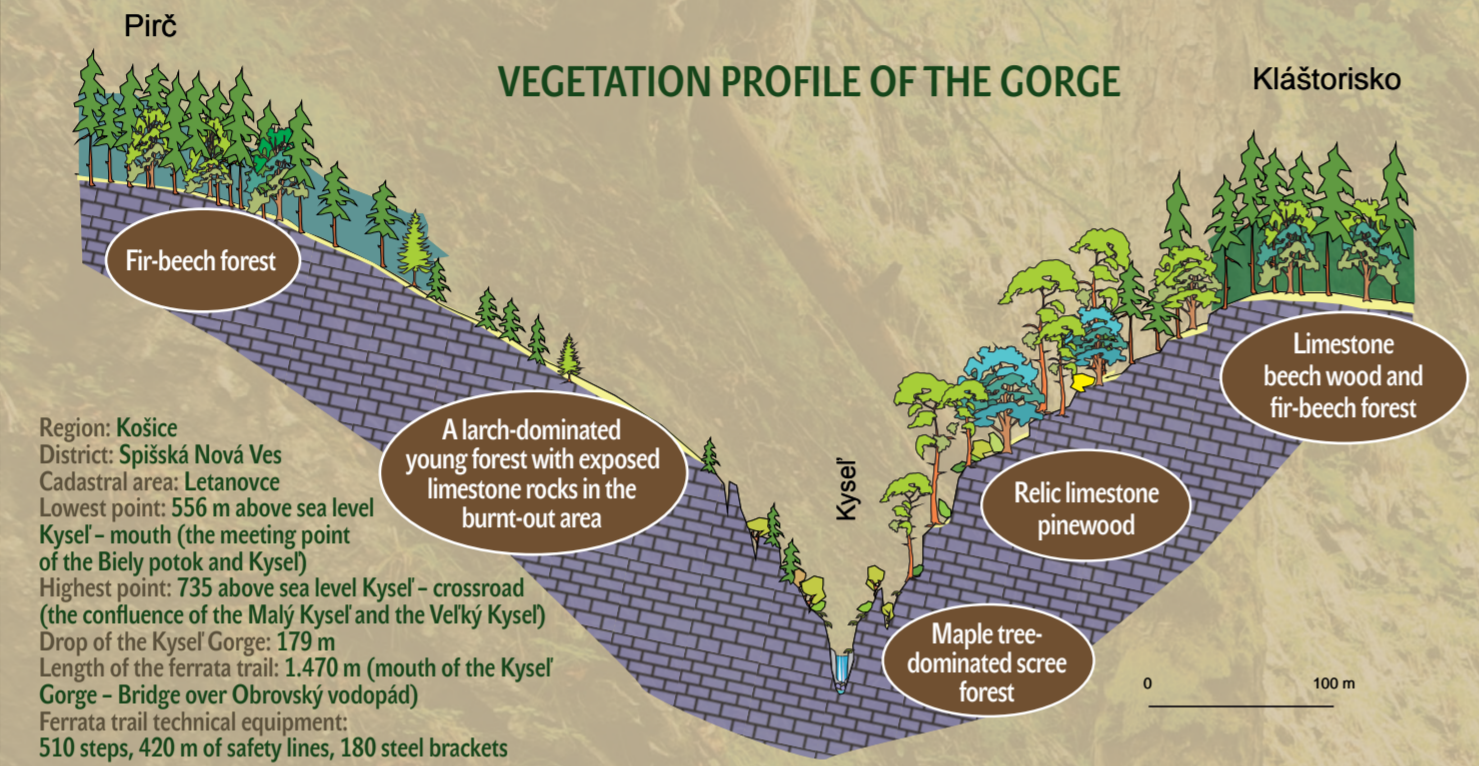 Pirč
VEGETATION PROFILE OF THE GORGE
Kláštorisko
Fir-beech forest
Limestone
beech wood and
fir-beech forest
A larch-dominated
young forest with exposed
limestone rocks in the
burnt-out area
Kyseľ
Relic limestone
pinewood
Maple tree-
dominated scree
forest
Region: Košice
District: Spišská Nová Ves
Cadastral area: Letanovce
Lowest point: 556 m above sea level
Kyseľ – mouth (the meeting point
of the Biely potok and Kyseľ)
Highest point: 735 above sea level Kyseľ – crossroad
(the confluence of the Malý Kyseľ and the Veľký Kyseľ)
Drop of the Kyseľ Gorge: 179 m
Length of the ferrata trail: 1.470 m (mouth of the Kyseľ
Gorge – Bridge over Obrovský vodopád)
Ferrata trail technical equipment:
510 steps, 420 m of safety lines, 180 steel brackets
0 100 m